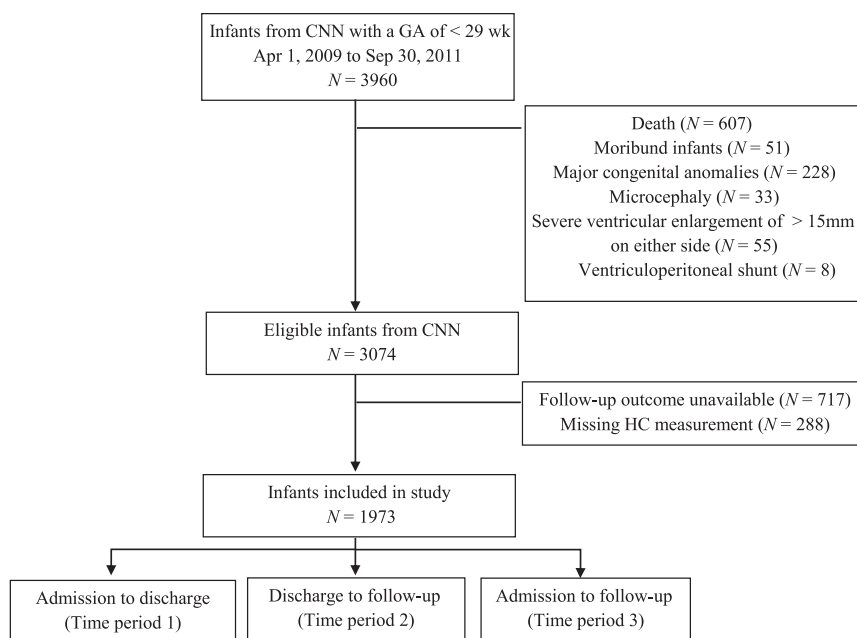 Infants from CNN with a GA of < 29 wk
Apr 1, 2009 to Sep 30, 2011
N = 3960
Death (N = 607)
Moribund infants (N = 51)
Major congenital anomalies (N = 228)
Microcephaly (N = 33)
Severe ventricular enlargement of > 15mm
on either side (N = 55)
Ventriculoperitoneal shunt (N = 8)
Eligible infants from CNN
N = 3074
Follow-up outcome unavailable (N = 717)
Missing HC measurement (N = 288)
Infants included in study
N = 1973
Admission to discharge
(Time period 1)
Discharge to follow-up
(Time period 2)
Admission to follow-up
(Time period 3)